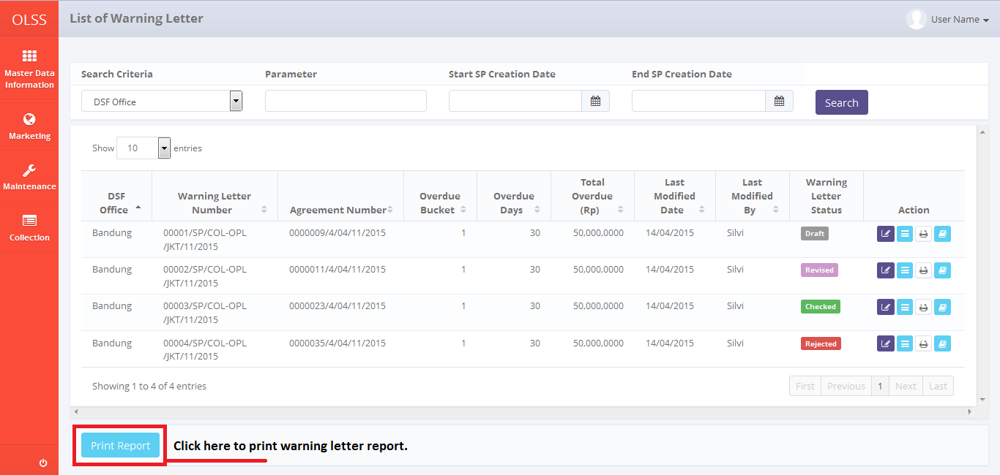 OLSS
List of Warning Letter
User Name
Master Data
Information
Marketing
Maintenance
Collection
Search Criteria
Parameter
Start SP Creation Date
End SP Creation Date
DSF Office
Search
Show 10 entries
DSF
Office
Warning Letter
Number
Agreement Number
Overdue
Bucket
Overdue
Days
Total
Overdue
(Rp)
Last
Modified
Date
Last
Modified
By
Warning
Letter
Status
Action
Bandung 00001/SP/COL-OPL 0000009/4/04/11/2015 1 30 50,000,0000 14/04/2015 Silvi Draft
/JKT/11/2015
Bandung 00002/SP/COL-OPL 0000011/4/04/11/2015 1 30 50,000,0000 14/04/2015 Silvi Revised
/JKT/11/2015
Bandung 00003/SP/COL-OPL 0000023/4/04/11/2015 1 30 50,000,0000 14/04/2015 Silvi Checked
/JKT/11/2015
Bandung 00004/SP/COL-OPL 0000035/4/04/11/2015 1 30 50,000,0000 14/04/2015 Silvi Rejected
/JKT/11/2015
Showing 1 to 4 of 4 entries
First Previous 1 Next Last
Print Report
Click here to print warning letter report.